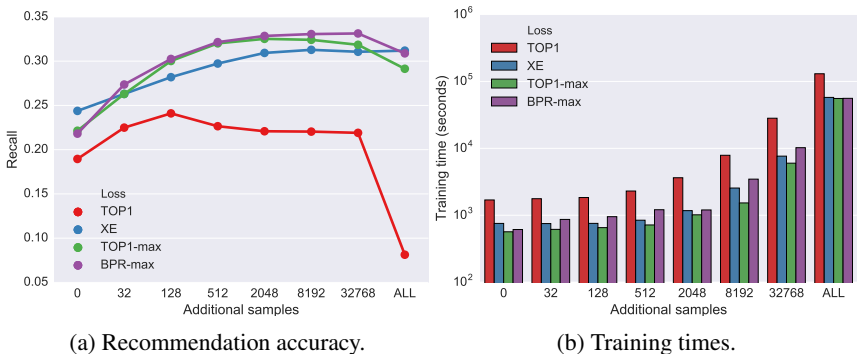 0.35
0.30
0.25
0.20
0.15
0.10
0.05
Recall
Loss
TOP1
XE
TOP1-max
BPR-max
0 32 128 512 2048 8192 32768 ALL
Additional samples
(a) Recommendation accuracy.
10^6
10^5
10^4
10^3
10^2
Training time (seconds)
Loss
TOP1
XE
TOP1-max
BPR-max
0 32 128 512 2048 8192 32768 ALL
Additional samples
(b) Training times.